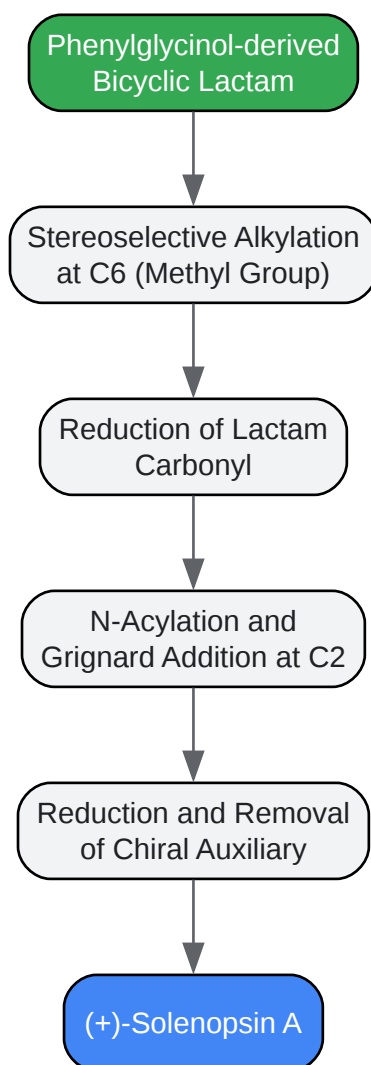 Phenylglycinol-derived
Bicyclic Lactam
Stereoselective Alkylation
at C6 (Methyl Group)
Reduction of Lactam
Carbonyl
N-Acylation and
Grignard Addition at C2
Reduction and Removal
of Chiral Auxiliary
(+)-Solenopsin A